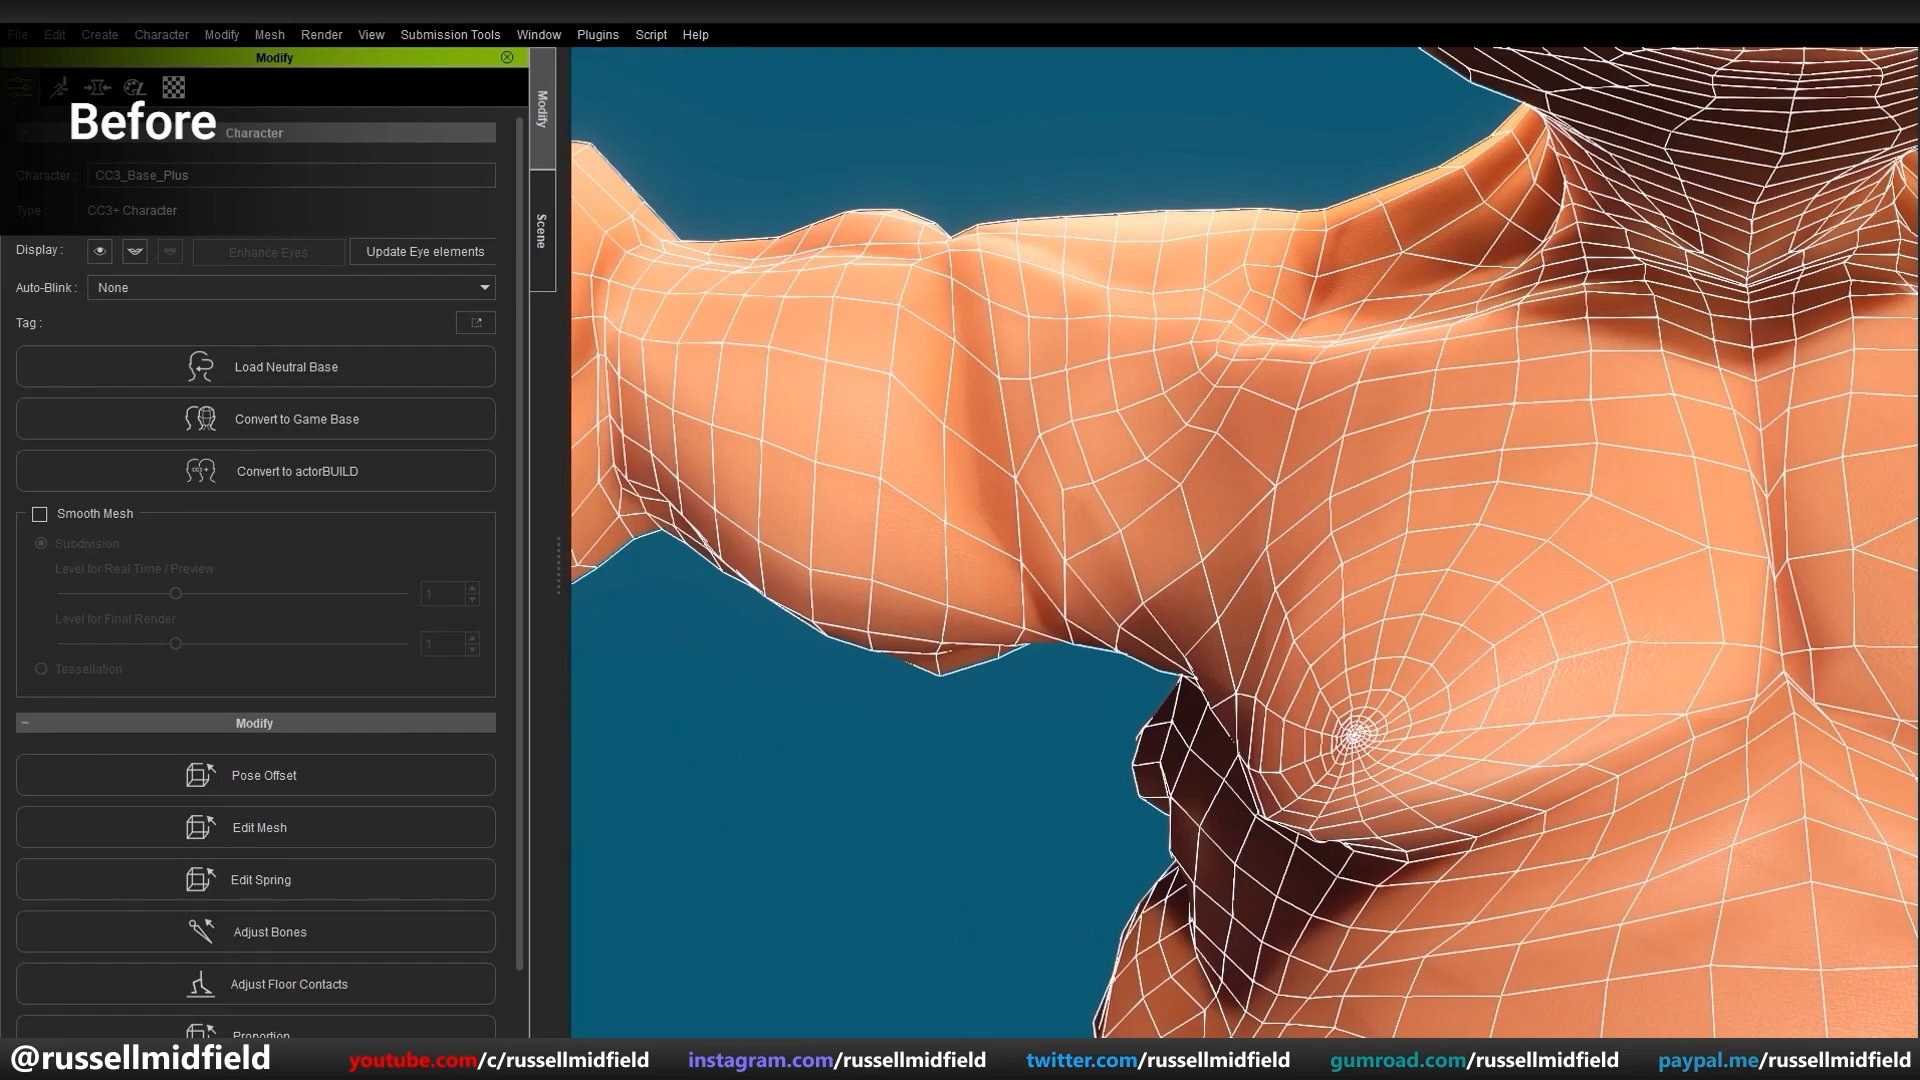 File Edit Create Character Modify Mesh Render View Submission Tools Window Plugins Script Help
Modify
Before
Character
Character : CC3_Base_Plus
Type : CC3+ Character
Display : Enhance Eyes Update Eye elements
Auto-Blink : None
Tag :
Load Neutral Base
Convert to Game Base
Convert to actorBUILD
Smooth Mesh
Subdivision
Level for Real Time / Preview
1
Level for Final Render
1
Tessellation
Modify
Pose Offset
Edit Mesh
Edit Spring
Adjust Bones
Adjust Floor Contacts
Proportion
Modify
Scene
@russellmidfield youtube.com/c/russellmidfield instagram.com/russellmidfield twitter.com/russellmidfield gumroad.com/russellmidfield paypal.me/russellmidfield